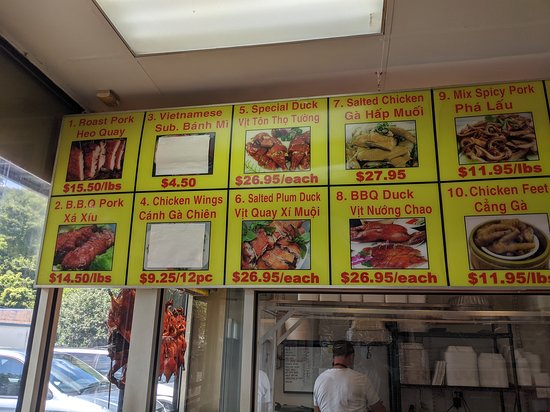 1. Roast Pork
Heo Quay
$15.50/lbs
3. Vietnamese
Sub. Bánh Mì
$4.50
5. Special Duck
Vịt Tôn Thọ Tường
$26.95/each
7. Salted Chicken
Gà Hấp Muối
$27.95
9. Mix Spicy Pork
Phá Lấu
$11.95/lbs
2. B.B.Q Pork
Xá Xíu
$14.50/lbs
4. Chicken Wings
Cánh Gà Chiên
$9.25/12pc
6. Salted Plum Duck
Vịt Quay Xí Muội
$26.95/each
8. BBQ Duck
Vịt Nướng Chao
$26.95/each
10. Chicken Feet
Cẳng Gà
$11.95/lbs